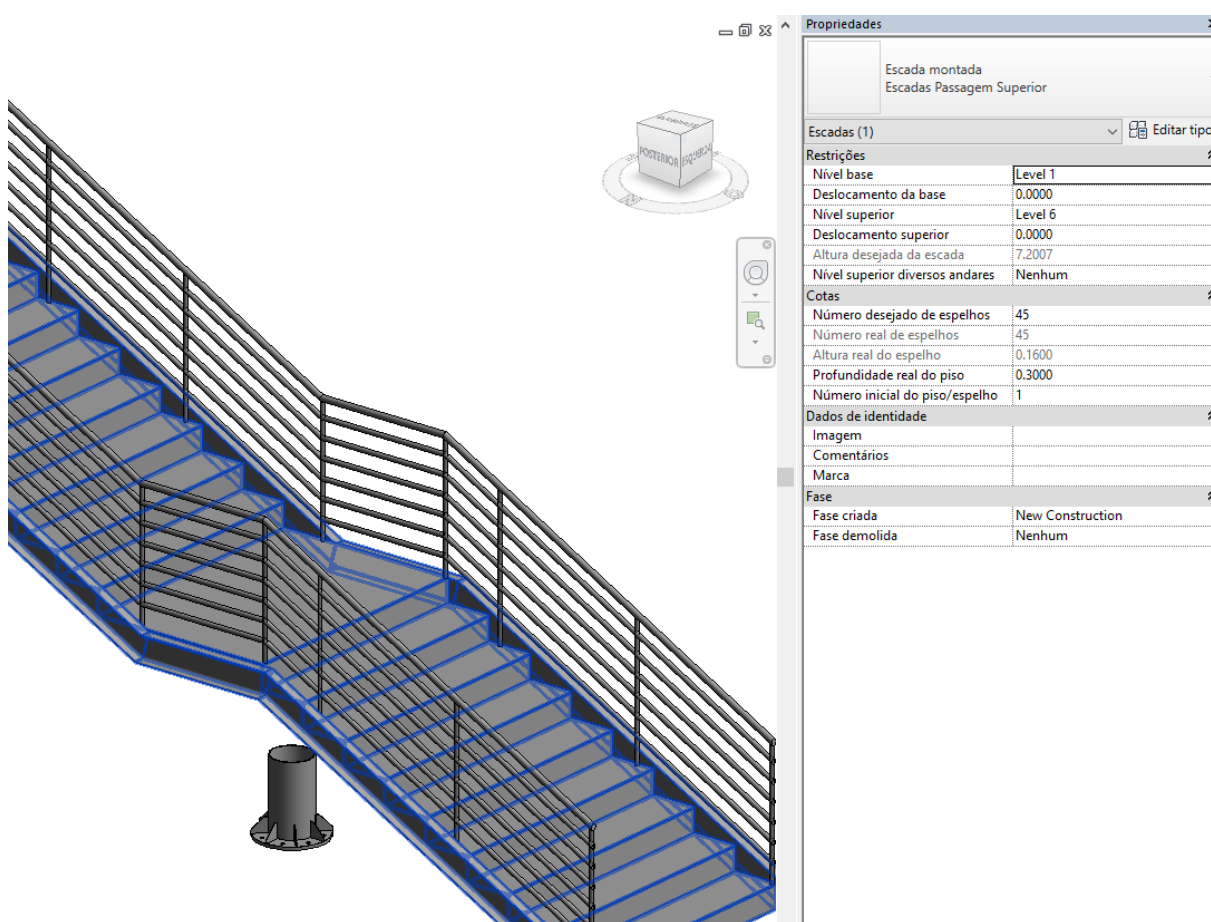 Propriedades
Escada montada
Escadas Passagem Superior
Escadas (1)
Editar tipo
Restrições
Nível base Level 1
Deslocamento da base 0.0000
Nível superior Level 6
Deslocamento superior 0.0000
Altura desejada da escada 7.2007
Nível superior diversos andares Nenhum
Cotas
Número desejado de espelhos 45
Número real de espelhos 45
Altura real do espelho 0.1600
Profundidade real do piso 0.3000
Número inicial do piso/espelho 1
Dados de identidade
Imagem
Comentários
Marca
Fase
Fase criada New Construction
Fase demolida Nenhum
POSTERIOR
ESQUERDA